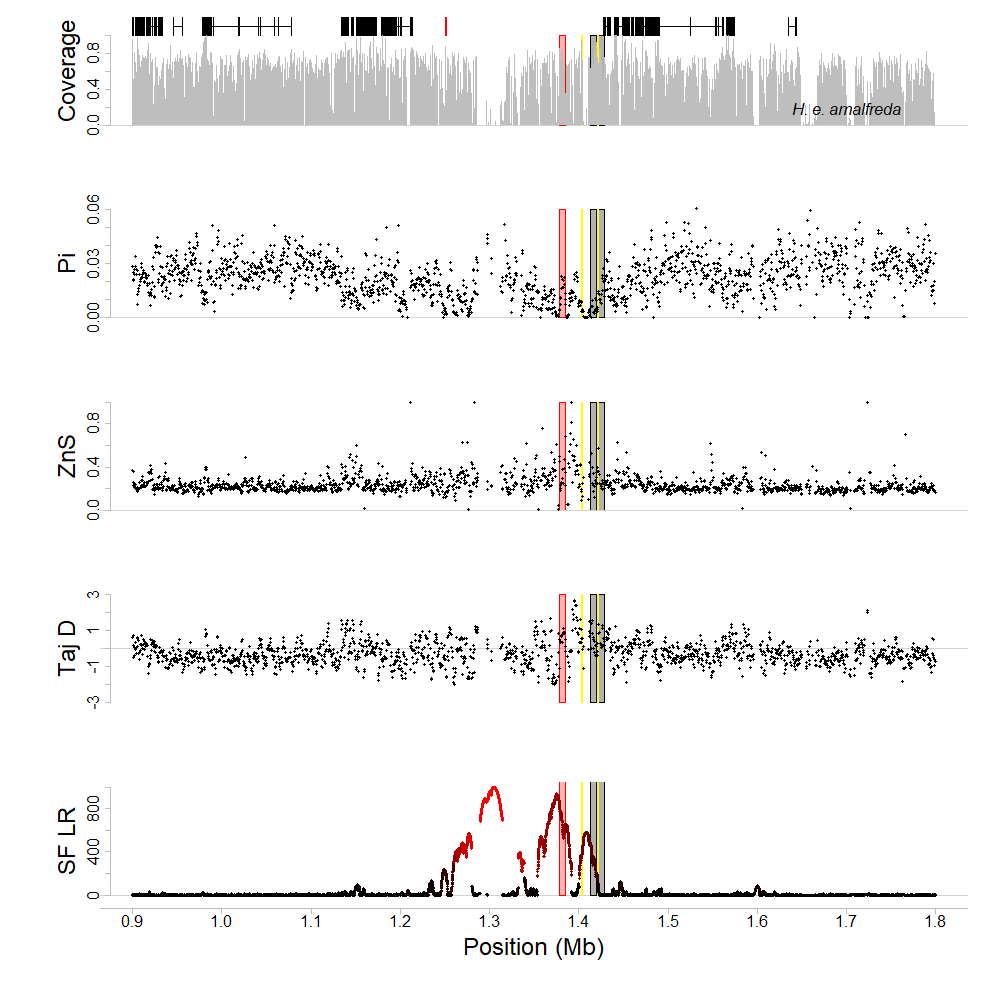 Coverage
0.0 0.4 0.8
H. e. amalfreda
Pi
0.00 0.03 0.06
ZnS
0.0 0.4 0.8
Taj D
-3 -1 1 3
SF LR
0 400 800
0.9 1.0 1.1 1.2 1.3 1.4 1.5 1.6 1.7 1.8
Position (Mb)